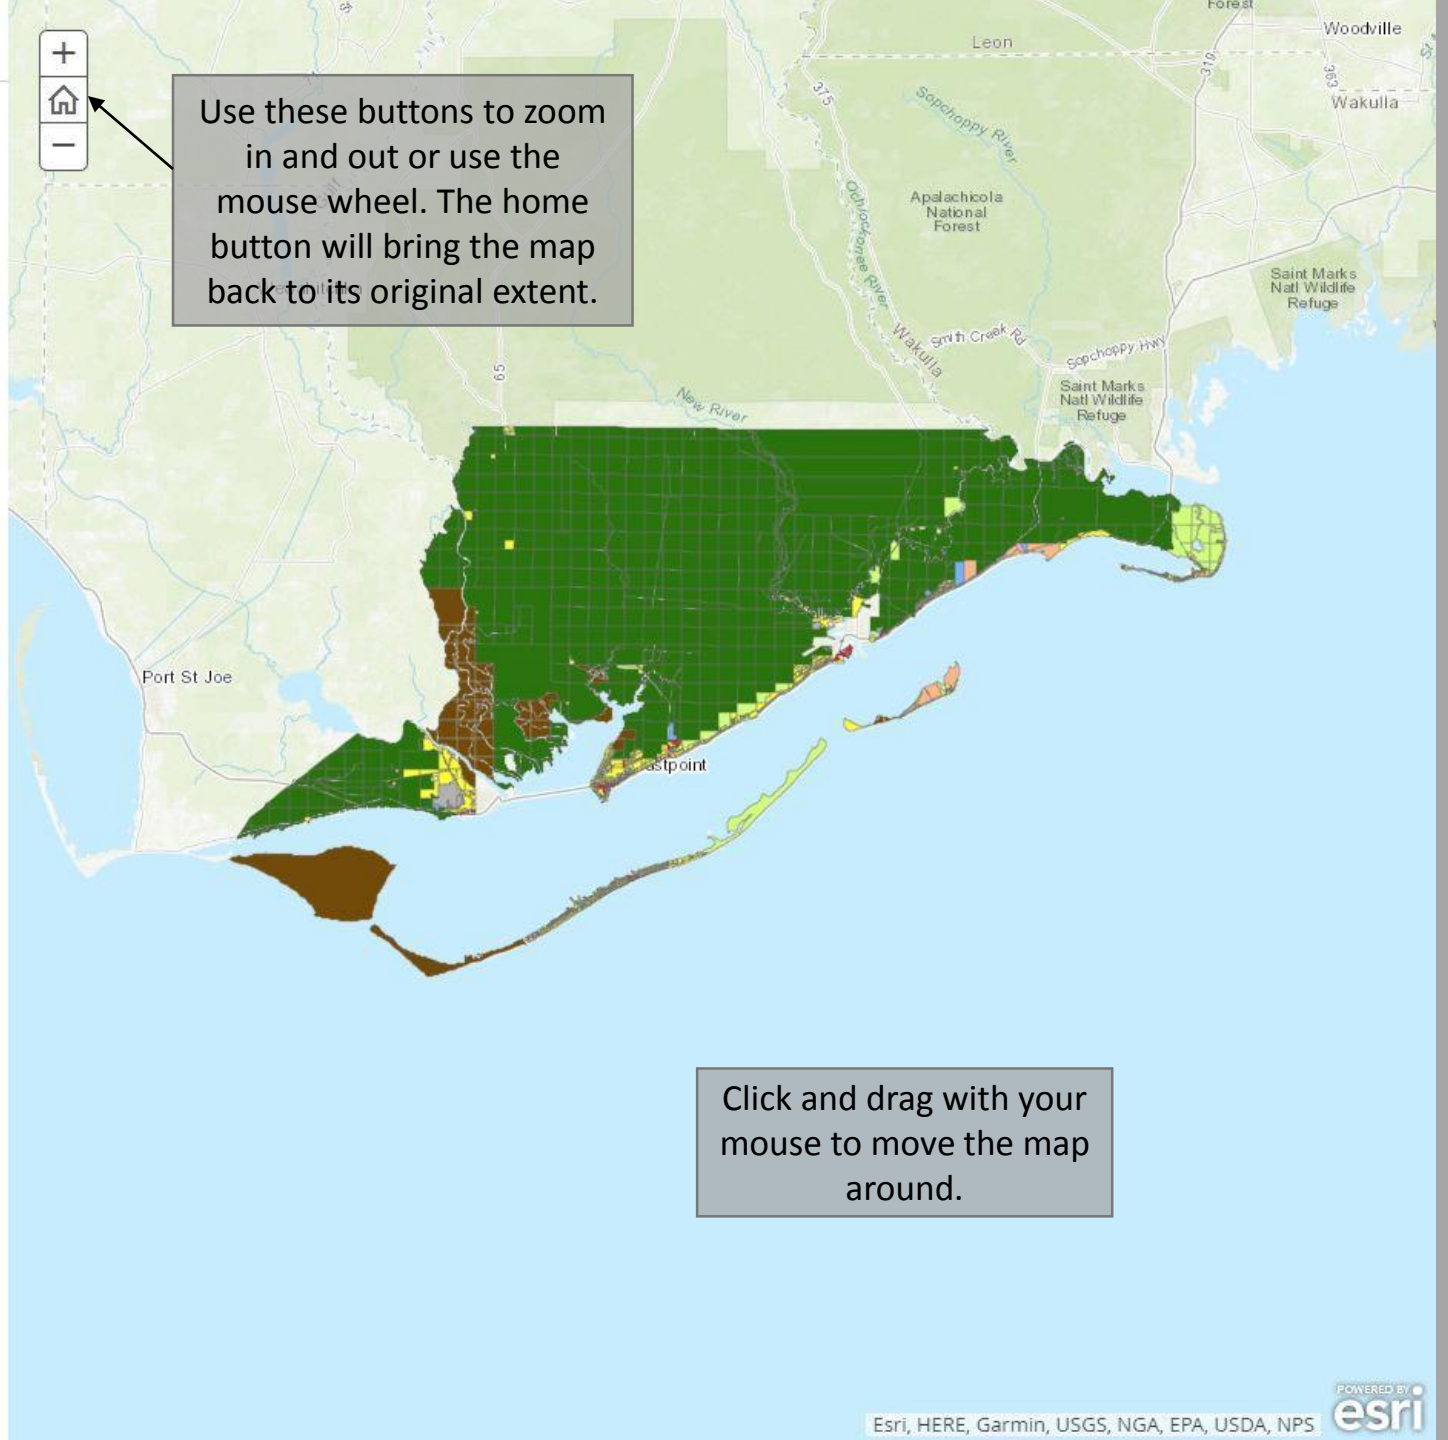 Forest
Woodville
Leon
319
363
Wakulla
375
Sopchoppy River
Use these buttons to zoom
in and out or use the
mouse wheel. The home
button will bring the map
back to its original extent.
Ochlockonee River
Apalachicola
National
Forest
Saint Marks
Natl Wildlife
Refuge
Wakulla
Smith Creek Rd
Sopchoppy Hwy
65
Saint Marks
Natl Wildlife
Refuge
New River
Port St Joe
astpoint
Click and drag with your
mouse to move the map
around.
POWERED BY
esri
Esri, HERE, Garmin, USGS, NGA, EPA, USDA, NPS